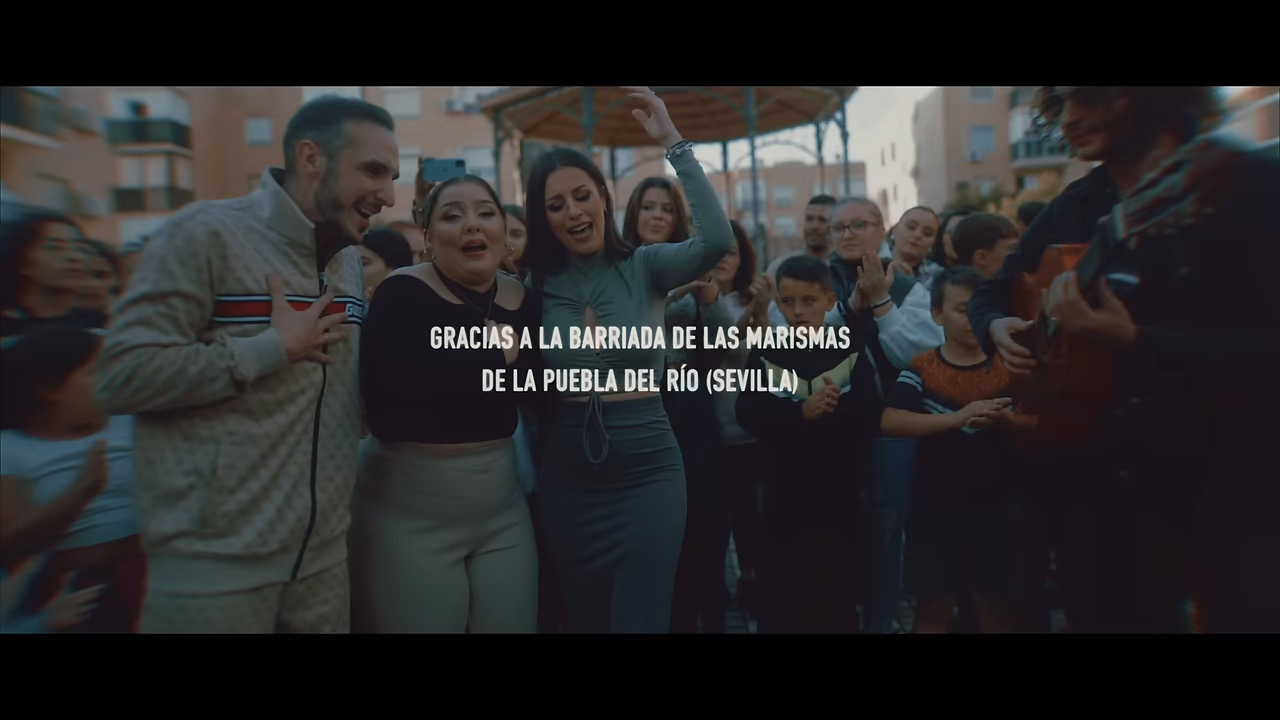 GRACIAS A LA BARRIADA DE LAS MARISMAS
DE LA PUEBLA DEL RÍO (SEVILLA)